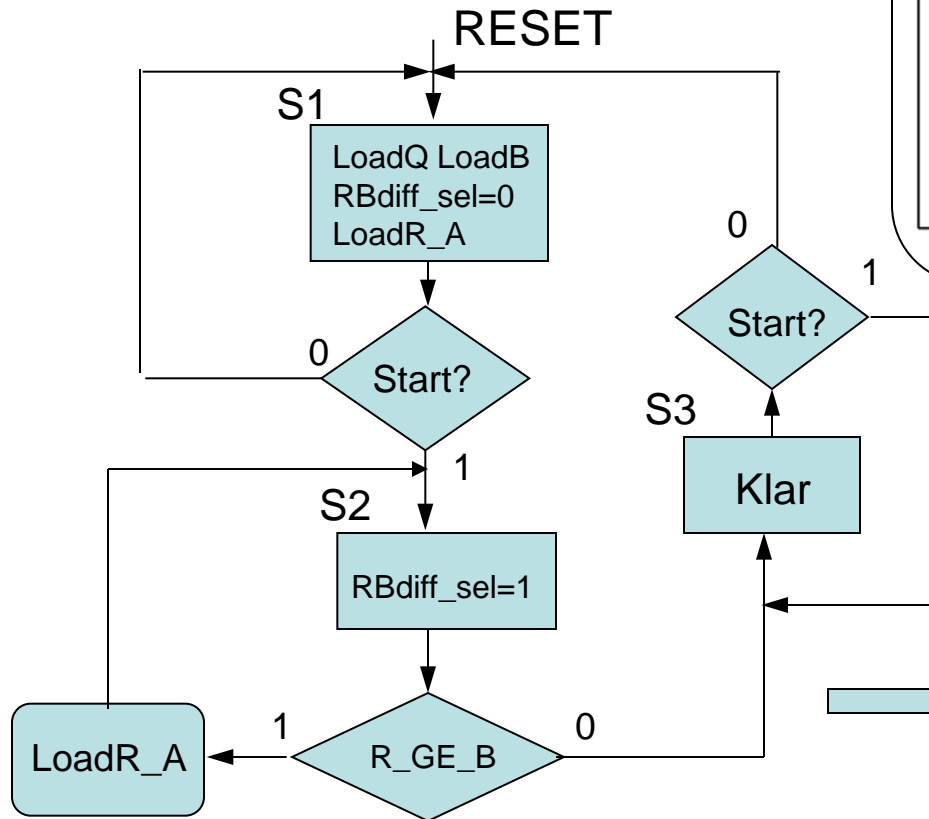 RESET
S1
LoadQ LoadB
RBdiff_sel=0
LoadR_A
0
Start?
1
S2
RBdiff_sel=1
R_GE_B
1
0
LoadR_A
S3
Klar
Start?
0
1